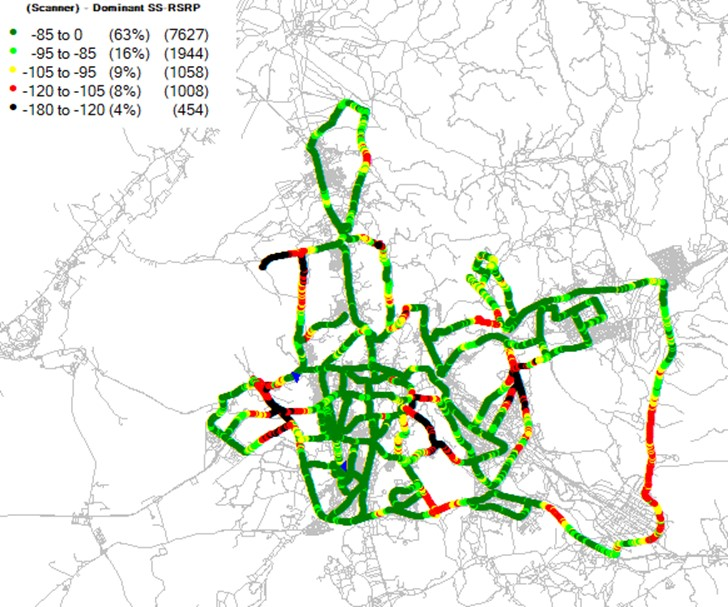 (Scanner) - Dominant SS-RSRP
-85 to 0 (63%) (7627)
-95 to -85 (16%) (1944)
-105 to -95 (9%) (1058)
-120 to -105 (8%) (1008)
-180 to -120 (4%) (454)